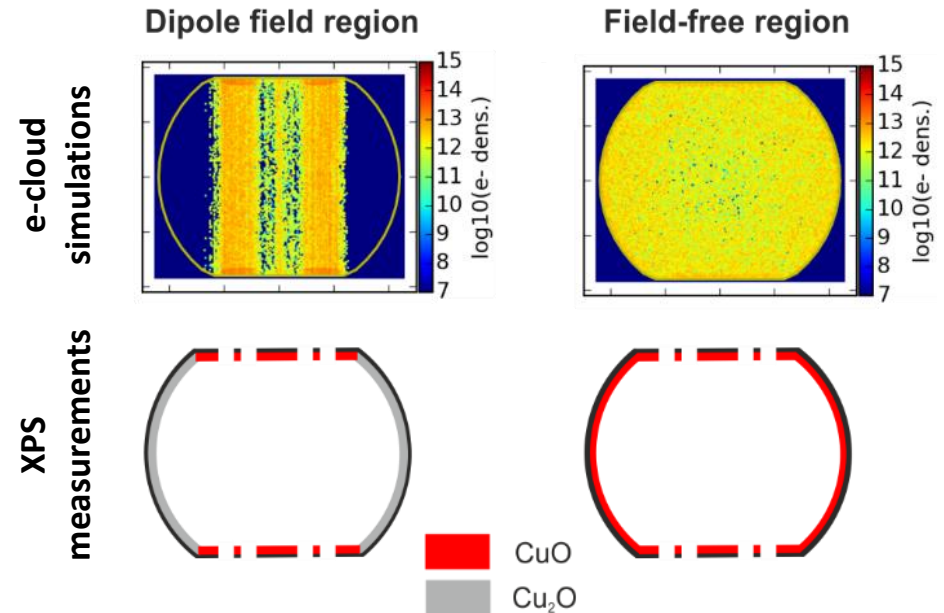 Dipole field region
Field-free region
e-cloud
simulations
15
14
13
12
11
10
9
8
7
log10(e- dens.)
15
14
13
12
11
10
9
8
7
log10(e- dens.)
XPS
measurements
CuO
Cu₂O